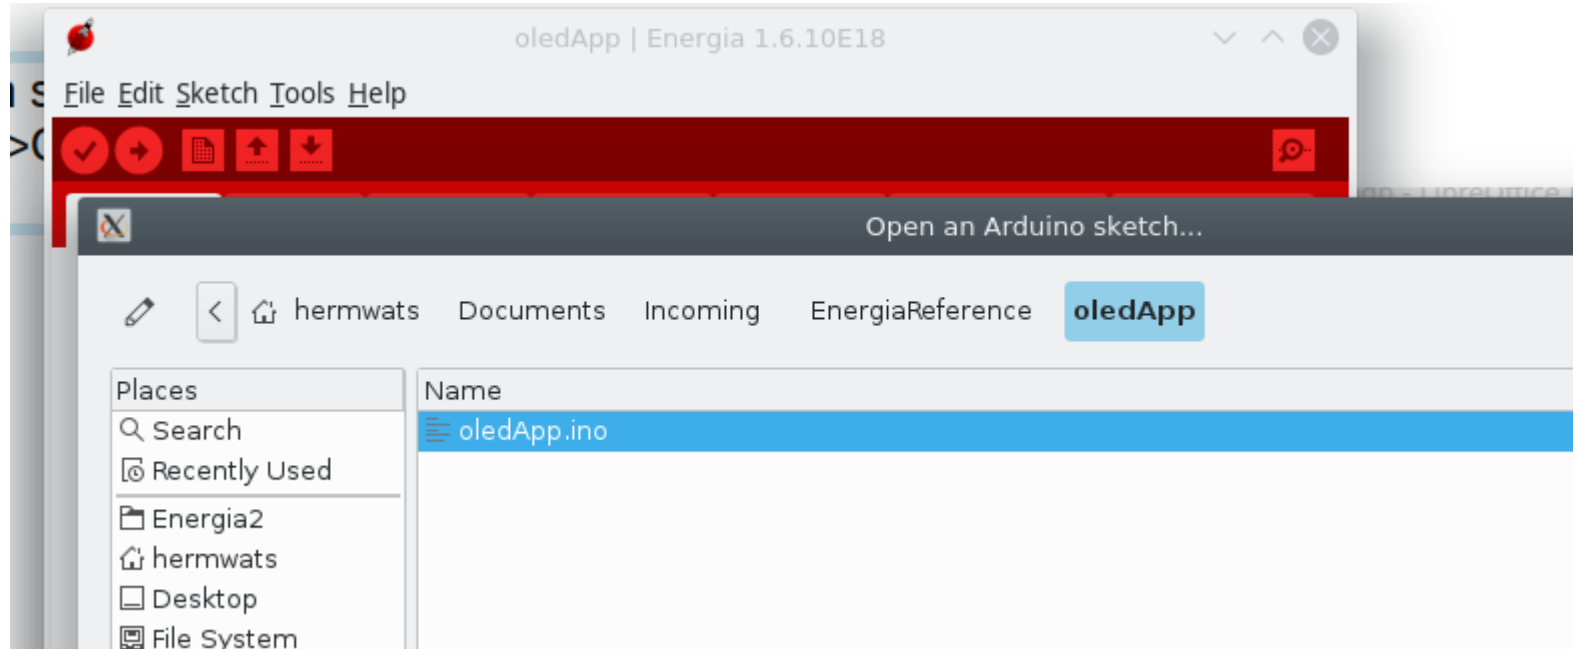 oledApp | Energia 1.6.10E18
File Edit Sketch Tools Help
Open an Arduino sketch...
hermwats Documents Incoming EnergiaReference oledApp
Places Name
Search oledApp.ino
Recently Used
Energia2
hermwats
Desktop
File System